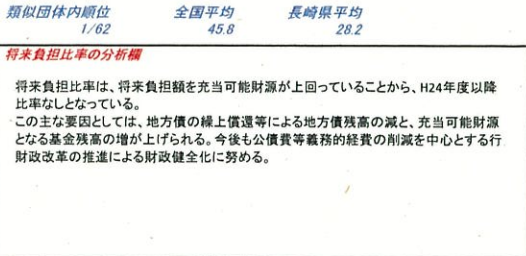 類似団体内順位 全国平均 長崎県平均
1/62 45.8 28.2
将来負担比率の分析欄
将来負担比率は、将来負担額を充当可能財源が上回っていることから、H24年度以降
比率なしとなっている。
この主な要因としては、地方債の繰上償還等による地方債残高の減と、充当可能財源
となる基金残高の増が上げられる。今後も公債費等義務的経費の削減を中心とする行
財政改革の推進による財政健全化に努める。